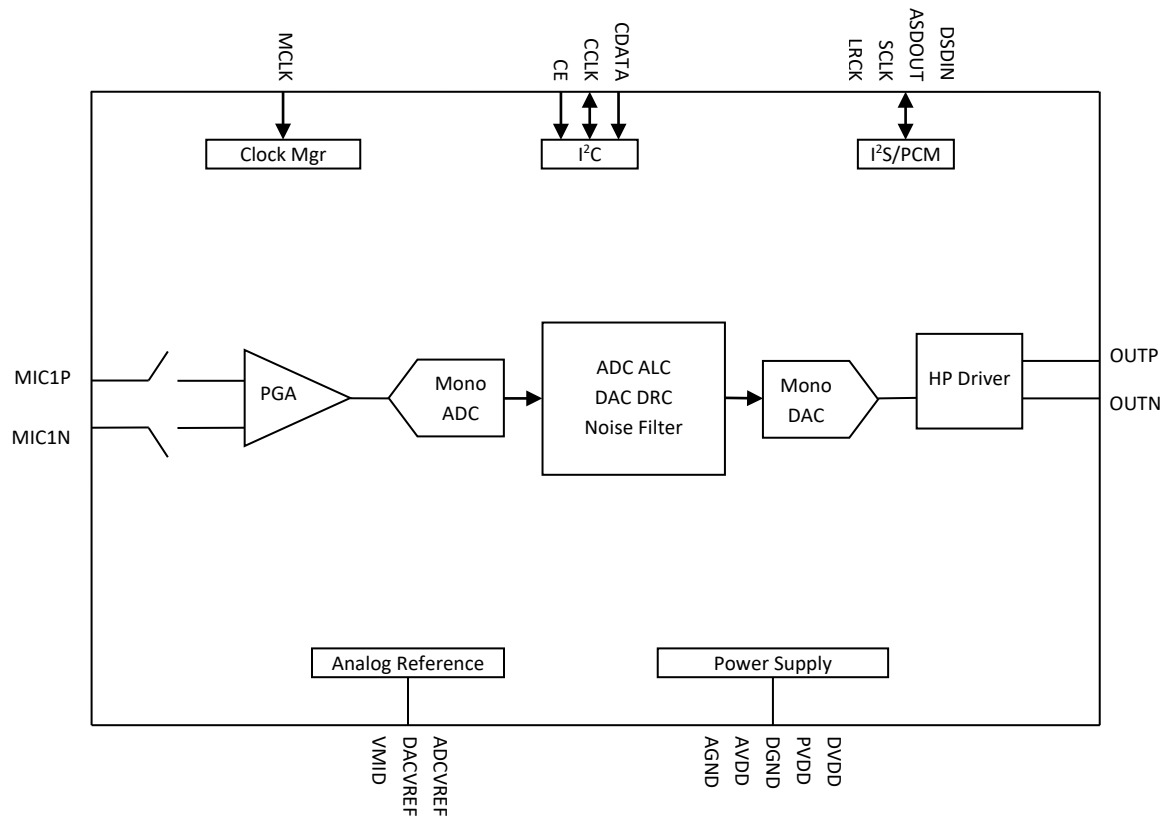 MCLK
CE
CCLK
CDATA
LRCK
SCLK
ASDOUT
DSDIN
Clock Mgr
I²C
I²S/PCM
MIC1P
MIC1N
PGA
Mono
ADC
ADC ALC
DAC DRC
Noise Filter
Mono
DAC
HP Driver
OUTP
OUTN
Analog Reference
Power Supply
VMID
DACVREF
ADCVREF
AGND
AVDD
DGND
PVDD
DVDD